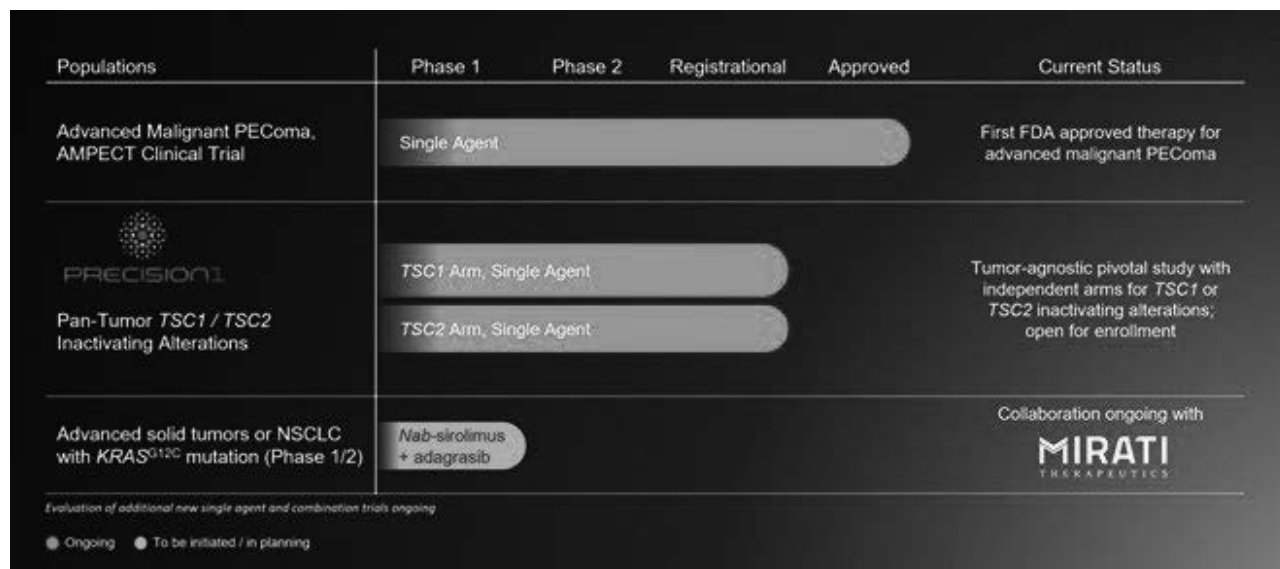 Populations Phase 1 Phase 2 Registrational Approved Current Status
Advanced Malignant PEComa,
AMPECT Clinical Trial
Single Agent
First FDA approved therapy for
advanced malignant PEComa
PRECISION1
Pan-Tumor TSC1 / TSC2
Inactivating Alterations
TSC1 Arm, Single Agent
TSC2 Arm, Single Agent
Tumor-agnostic pivotal study with
independent arms for TSC1 or
TSC2 inactivating alterations;
open for enrollment
Advanced solid tumors or NSCLC
with KRASᴳ¹²ᶜ mutation (Phase 1/2)
Nab-sirolimus
+ adagrasib
Collaboration ongoing with
MIRATI
THERAPEUTICS
Evaluation of additional new single agent and combination trials ongoing
Ongoing To be initiated / in planning